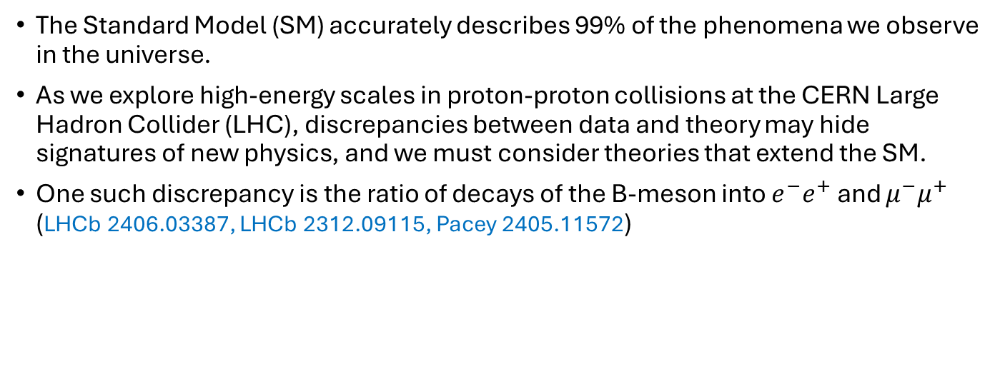 • The Standard Model (SM) accurately describes 99% of the phenomena we observe
in the universe.
• As we explore high-energy scales in proton-proton collisions at the CERN Large
Hadron Collider (LHC), discrepancies between data and theory may hide
signatures of new physics, and we must consider theories that extend the SM.
• One such discrepancy is the ratio of decays of the B-meson into e⁻e⁺ and μ⁻μ⁺
(LHCb 2406.03387, LHCb 2312.09115, Pacey 2405.11572)